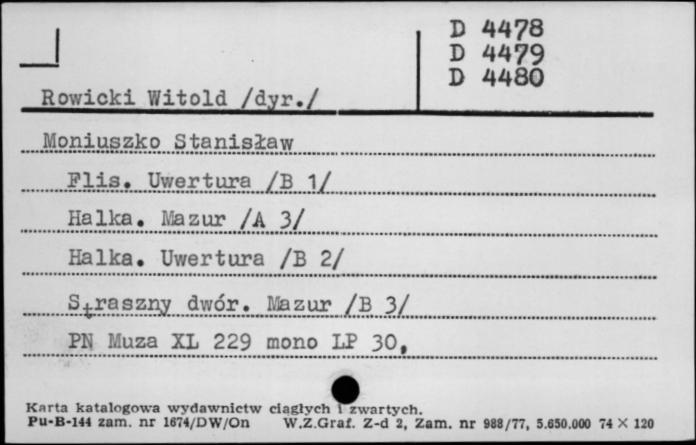 D 4478
D 4479
D 4480
Rowicki Witold /dyr./
Moniuszko Stanisław
Flis. Uwertura /B 1/
Halka. Mazur /A 3/
Halka. Uwertura /B 2/
Straszny dwór. Mazur /B 3/
PN Muza XL 229 mono LP 30,
Karta katalogowa wydawnictw ciągłych i zwartych.
Pu-B-144 zam. nr 1674/DW/On W.Z.Graf. Z-d 2, Zam. nr 988/77, 5.650.000 74 × 120